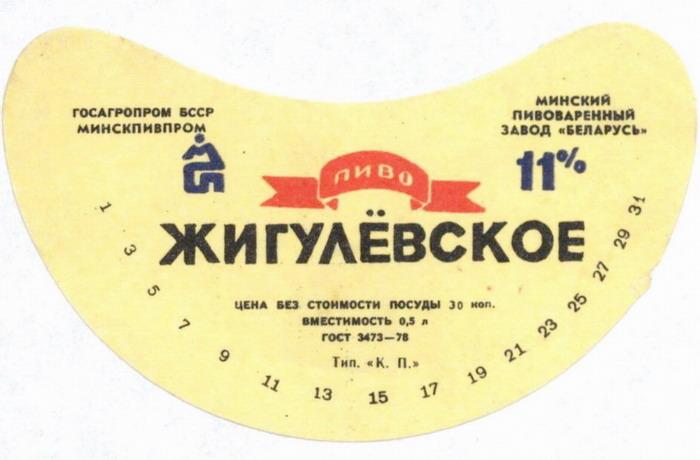 ГОСАГРОПРОМ БССР
МИНСКПИВПРОМ
МИНСКИЙ
ПИВОВАРЕННЫЙ
ЗАВОД «БЕЛАРУСЬ»
11%
ПИВО
ЖИГУЛЁВСКОЕ
ЦЕНА БЕЗ СТОИМОСТИ ПОСУДЫ 30 коп.
ВМЕСТИМОСТЬ 0,5 л
ГОСТ 3473—78
Тип. «К. П.»
1 3 5 7 9 11 13 15 17 19 21 23 25 27 29 31